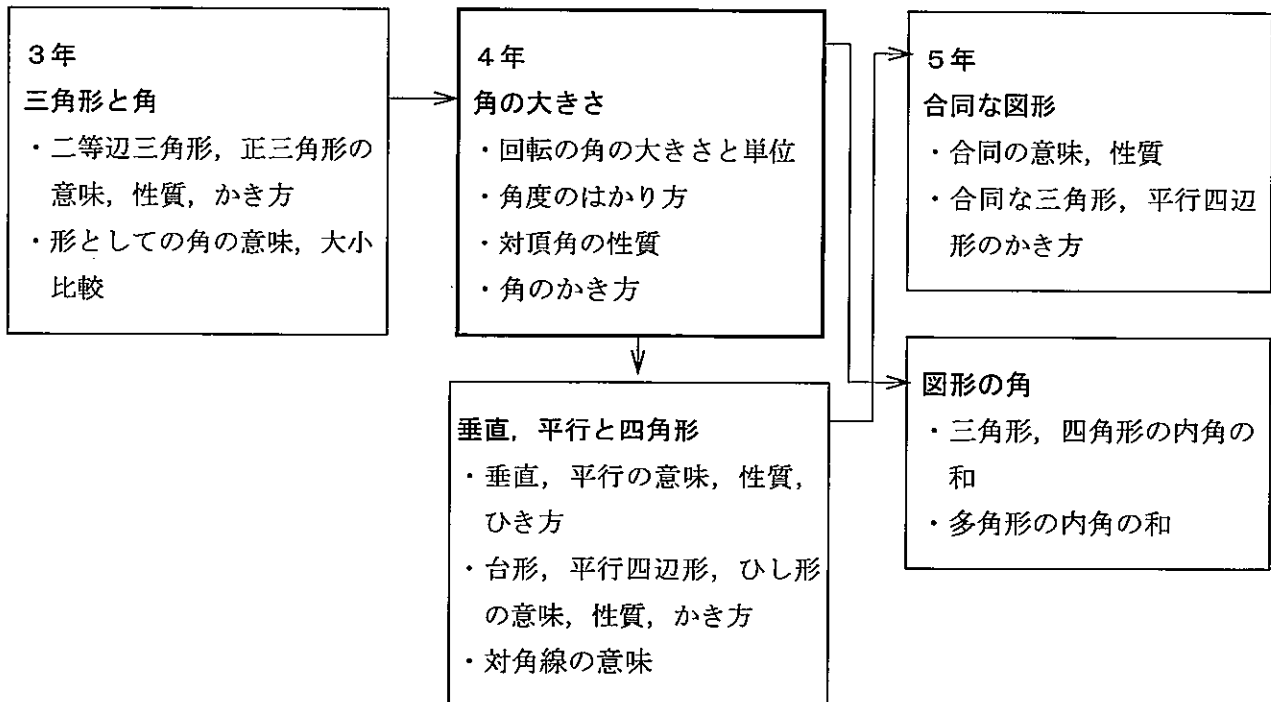 3年
三角形と角
・二等辺三角形，正三角形の
意味，性質，かき方
・形としての角の意味，大小
比較
4年
角の大きさ
・回転の角の大きさと単位
・角度のはかり方
・対頂角の性質
・角のかき方
垂直，平行と四角形
・垂直，平行の意味，性質，
ひき方
・台形，平行四辺形，ひし形
の意味，性質，かき方
・対角線の意味
5年
合同な図形
・合同の意味，性質
・合同な三角形，平行四辺
形のかき方
図形の角
・三角形，四角形の内角の
和
・多角形の内角の和